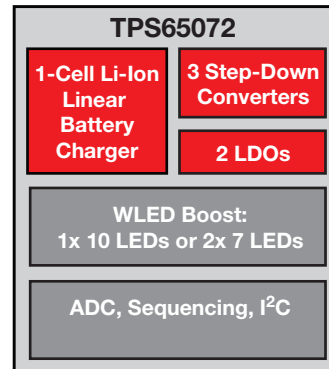 TPS65072
1-Cell Li-Ion
Linear
Battery
Charger
3 Step-Down
Converters
2 LDOs
WLED Boost:
1x 10 LEDs or 2x 7 LEDs
ADC, Sequencing, I²C